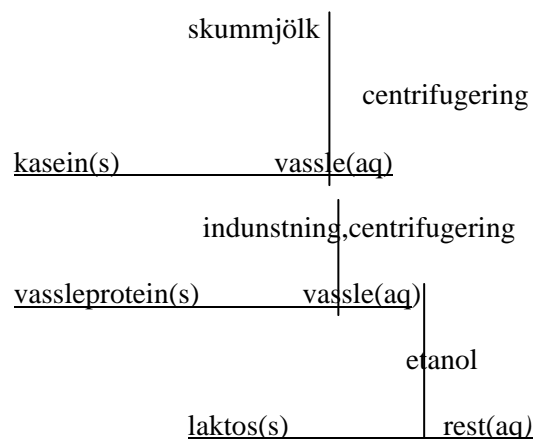 skummjölk
centrifugering
kasein(s) vassle(aq)
indunstning,centrifugering
vassleprotein(s) vassle(aq)
etanol
laktos(s) rest(aq)